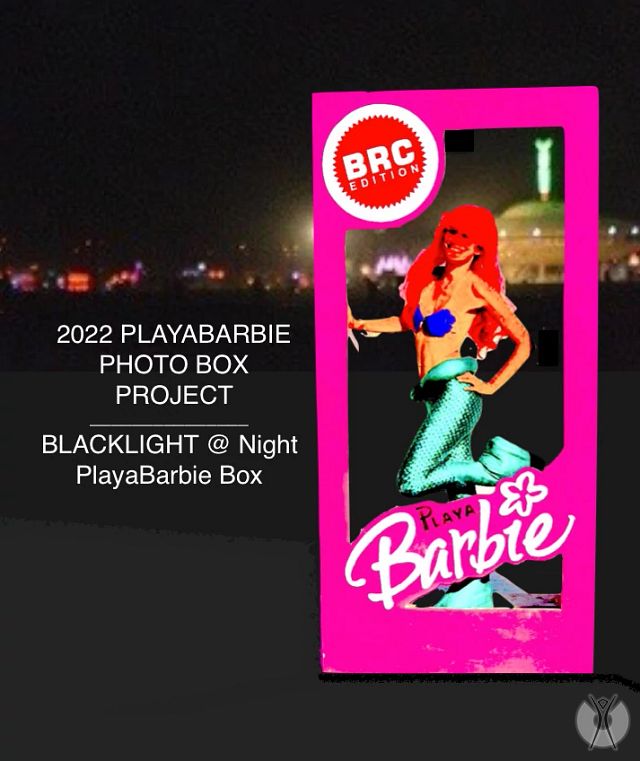 BRC
EDITION
2022 PLAYABARBIE
PHOTO BOX
PROJECT
BLACKLIGHT @ Night
PlayaBarbie Box
PLAYA
Barbie